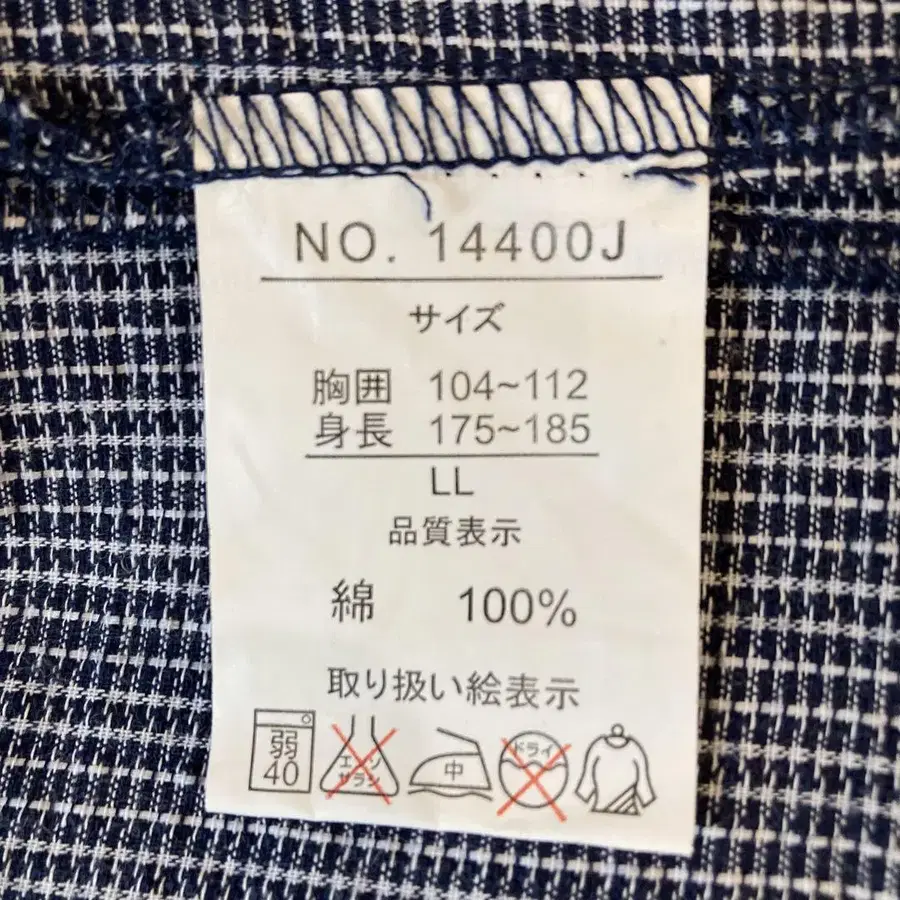 NO. 14400J
サイズ
胸囲 104~112
身長 175~185
LL
品質表示
綿 100%
取り扱い絵表示
弱
40
エンソ
サラシ
中
ドライ